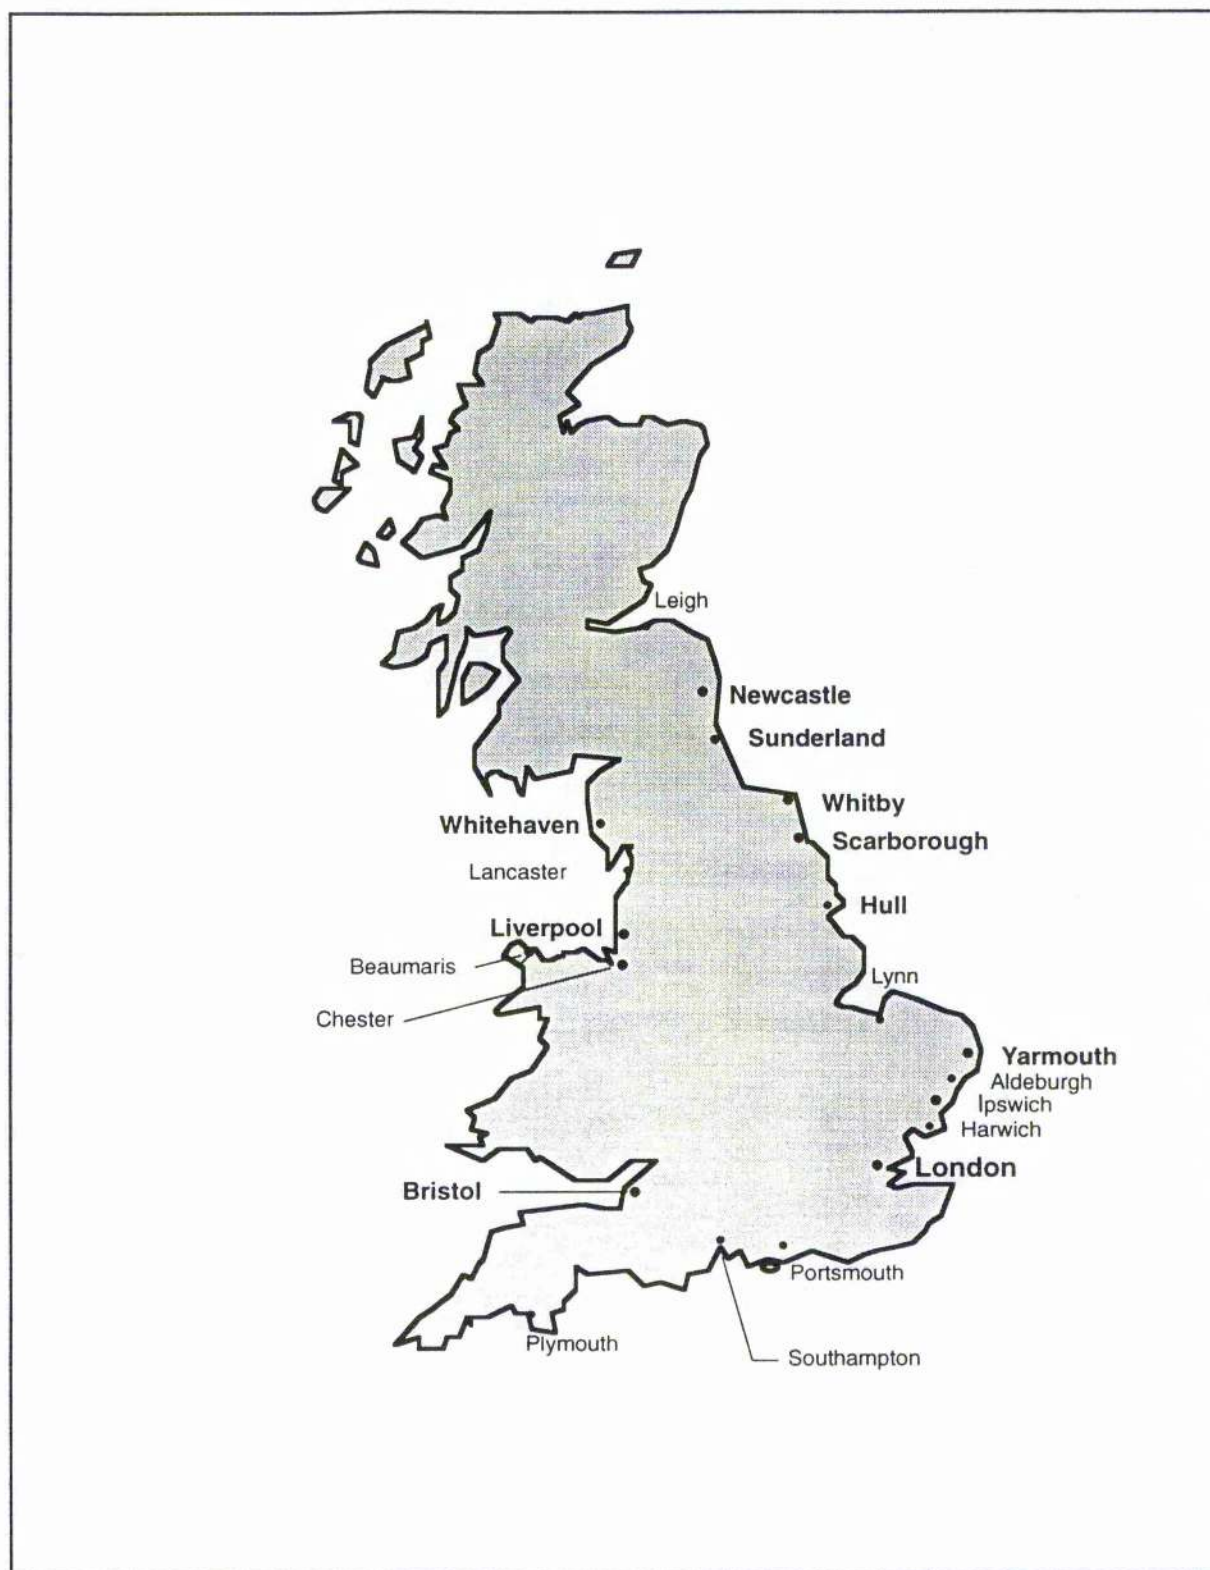 Leigh
Newcastle
Sunderland
Whitby
Whitehaven
Scarborough
Lancaster
Hull
Liverpool
Beaumaris
Lynn
Chester
Yarmouth
Aldeburgh
Ipswich
Harwich
London
Bristol
Portsmouth
Plymouth
Southampton